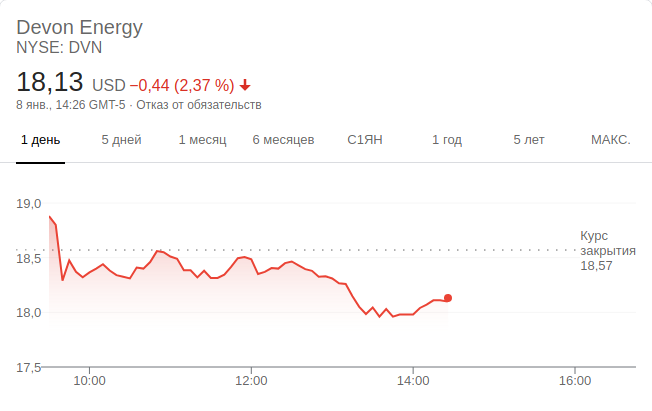 Devon Energy
NYSE: DVN
18,13 USD −0,44 (2,37 %)
8 янв., 14:26 GMT-5 · Отказ от обязательств
1 день 5 дней 1 месяц 6 месяцев С1ЯН 1 год 5 лет МАКС.
19,0
Курс
закрытия
18,5
18,57
18,0
17,5
10:00 12:00 14:00 16:00